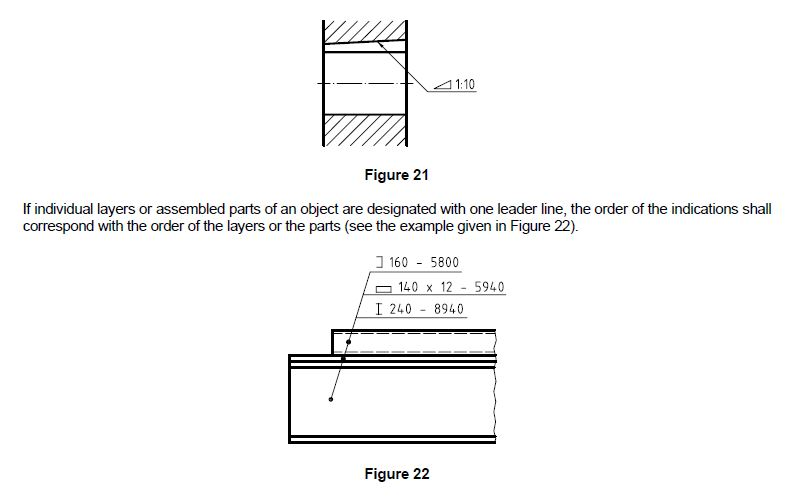 1:10
Figure 21
If individual layers or assembled parts of an object are designated with one leader line, the order of the indications shall
correspond with the order of the layers or the parts (see the example given in Figure 22).
160 - 5800
140 x 12 - 5940
240 - 8940
Figure 22